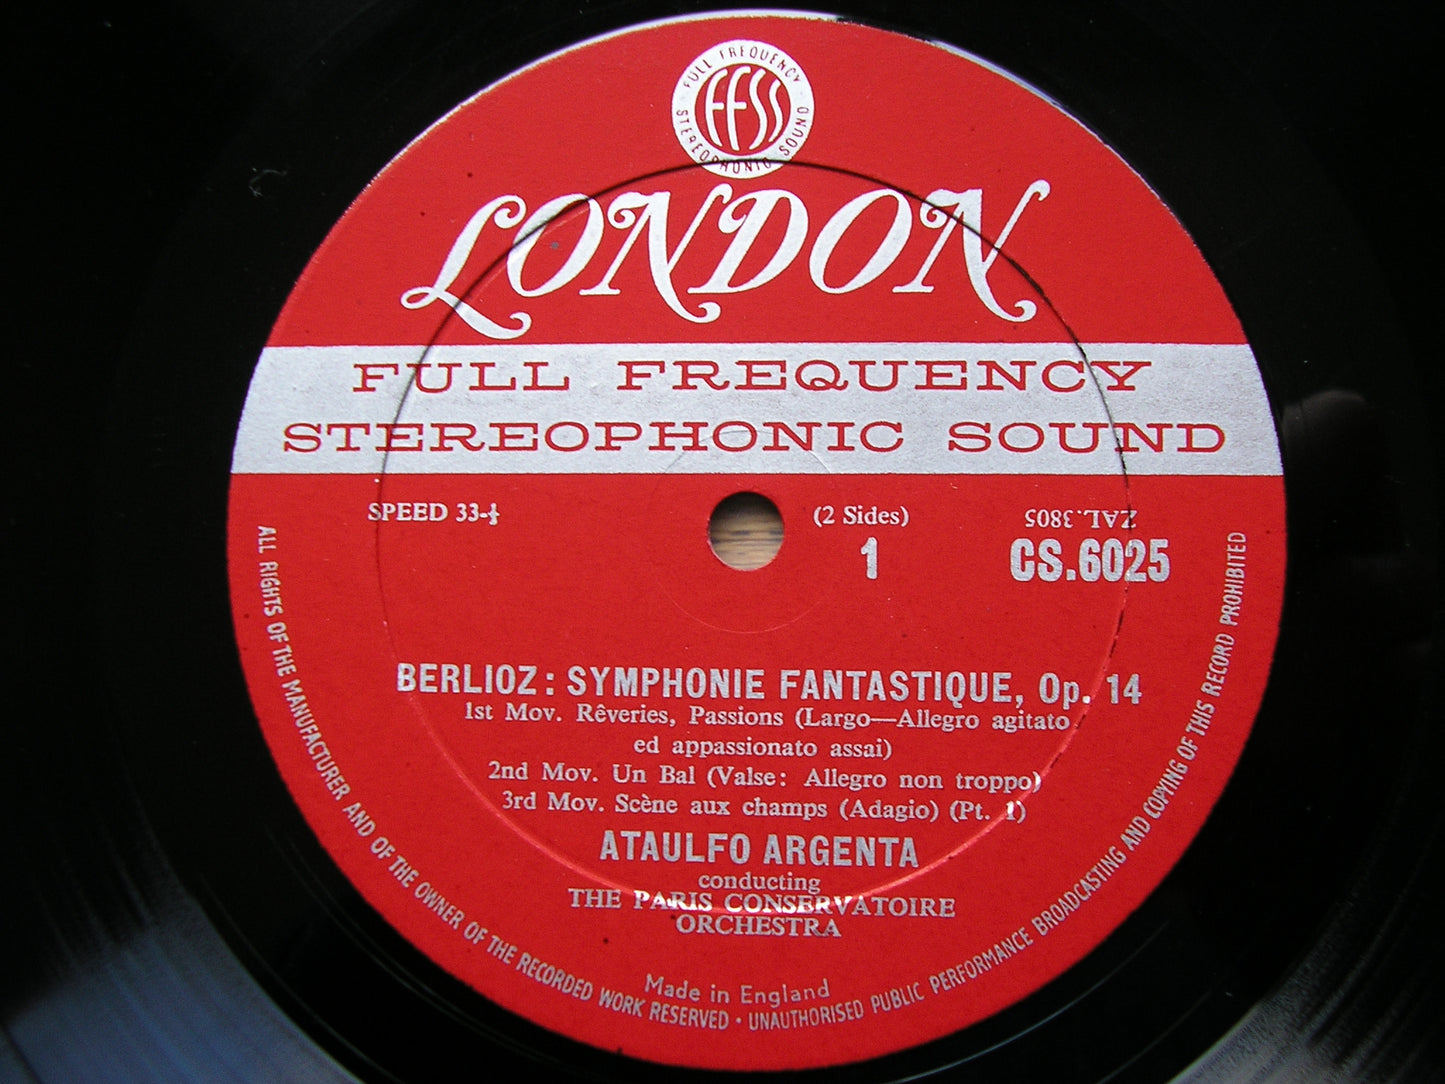 FULL FREQUENCY
FFSS
STEREOPHONIC SOUND
LONDON
FULL FREQUENCY
STEREOPHONIC SOUND
SPEED 33-⅓
(2 Sides)
1
ZAL.3805
CS.6025
BERLIOZ: SYMPHONIE FANTASTIQUE, Op. 14
1st Mov. Rêveries, Passions (Largo—Allegro agitato
ed appassionato assai)
2nd Mov. Un Bal (Valse: Allegro non troppo)
3rd Mov. Scène aux champs (Adagio) (Pt. 1)
ATAULFO ARGENTA
conducting
THE PARIS CONSERVATOIRE
ORCHESTRA
Made in England
ALL RIGHTS OF THE MANUFACTURER AND OF THE OWNER OF THE RECORDED WORK RESERVED · UNAUTHORISED PUBLIC PERFORMANCE BROADCASTING AND COPYING OF THIS RECORD PROHIBITED